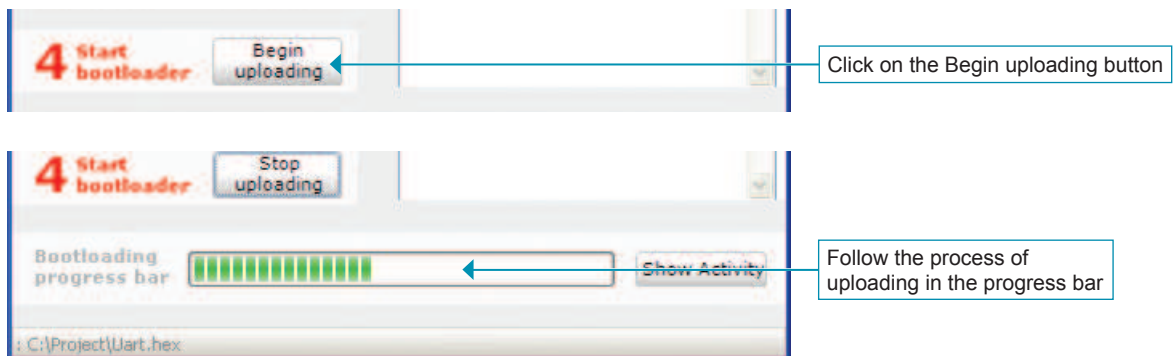 4 Start
bootloader
Begin
uploading
Click on the Begin uploading button
4 Start
bootloader
Stop
uploading
Bootloading
progress bar
Show Activity
Follow the process of
uploading in the progress bar
: C:\Project\Uart.hex